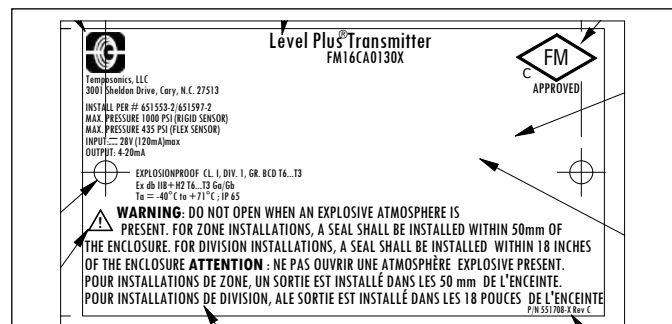 Level Plus® Transmitter
FM16CA0130X
C FM
APPROVED
Temposonics, LLC
3001 Sheldon Drive, Cary, N.C. 27513
INSTALL PER # 651553-2/651597-2
MAX. PRESSURE 1000 PSI (RIGID SENSOR)
MAX. PRESSURE 435 PSI (FLEX SENSOR)
INPUT: ⎓ 28V (120mA)max
OUTPUT: 4-20mA
EXPLOSIONPROOF CL. I, DIV. 1, GR. BCD T6...T3
Ex db IIB+H2 T6...T3 Ga/Gb
Ta = -40°C to +71°C ; IP 65
WARNING: DO NOT OPEN WHEN AN EXPLOSIVE ATMOSPHERE IS
PRESENT. FOR ZONE INSTALLATIONS, A SEAL SHALL BE INSTALLED WITHIN 50mm OF
THE ENCLOSURE. FOR DIVISION INSTALLATIONS, A SEAL SHALL BE INSTALLED WITHIN 18 INCHES
OF THE ENCLOSURE ATTENTION : NE PAS OUVRIR UNE ATMOSPHÈRE EXPLOSIVE PRESENT.
POUR INSTALLATIONS DE ZONE, UN SORTIE EST INSTALLÉ DANS LES 50 mm DE L'ENCEINTE.
POUR INSTALLATIONS DE DIVISION, ALE SORTIE EST INSTALLÉ DANS LES 18 POUCES DE L'ENCEINTE
P/N 551708-X Rev C